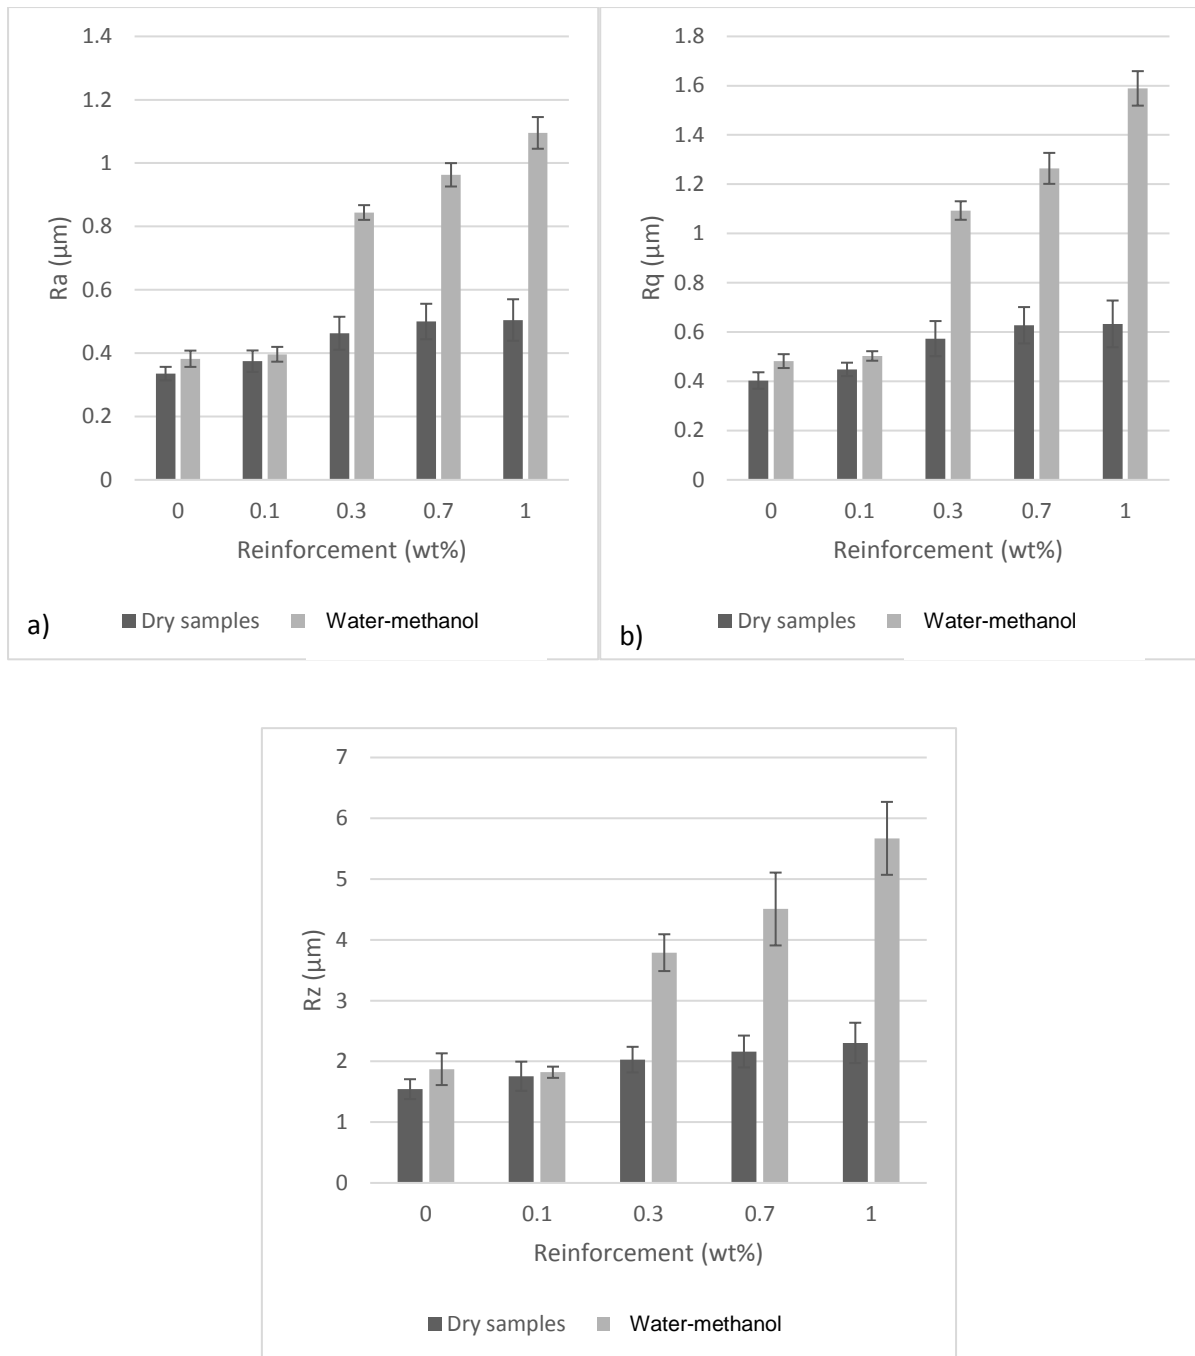 1.4
1.2
1
0.8
0.6
0.4
0.2
0
Ra (μm)
0 0.1 0.3 0.7 1
Reinforcement (wt%)
Dry samples Water-methanol
a)
1.8
1.6
1.4
1.2
1
0.8
0.6
0.4
0.2
0
Rq (μm)
0 0.1 0.3 0.7 1
Reinforcement (wt%)
Dry samples Water-methanol
b)
7
6
5
4
3
2
1
0
Rz (μm)
0 0.1 0.3 0.7 1
Reinforcement (wt%)
Dry samples Water-methanol